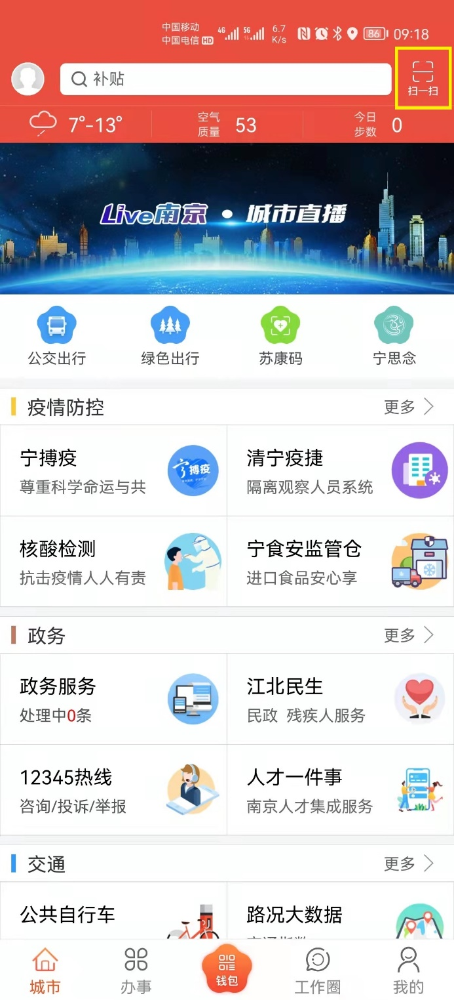 中国移动
中国电信 HD
4G 5G 6.7 K/s 86 09:18
补贴
扫一扫
7°-13°
空气质量 53
今日步数 0
Live南京 • 城市直播
公交出行 绿色出行 苏康码 宁思念
疫情防控 更多
宁搏疫
尊重科学命运与共
宁搏疫
清宁疫捷
隔离观察人员系统
核酸检测
抗击疫情人人有责
宁食安监管仓
进口食品安心享
政务 更多
政务服务
处理中0条
江北民生
民政 残疾人服务
12345热线
咨询/投诉/举报
人才一件事
南京人才集成服务
交通 更多
公共自行车
路况大数据
城市 办事 钱包 工作圈 我的